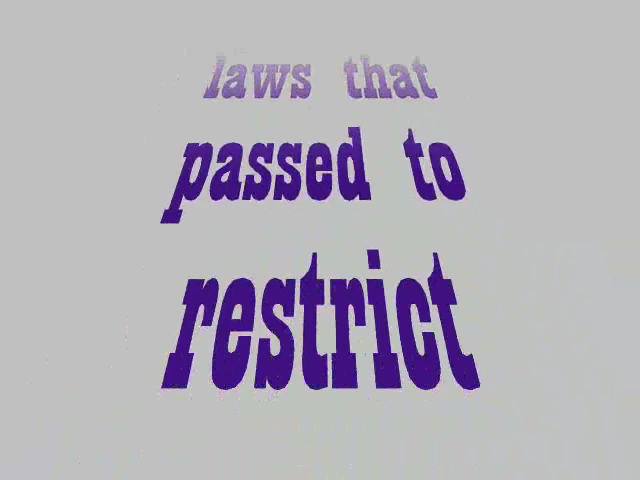 laws that
passed to
restrict